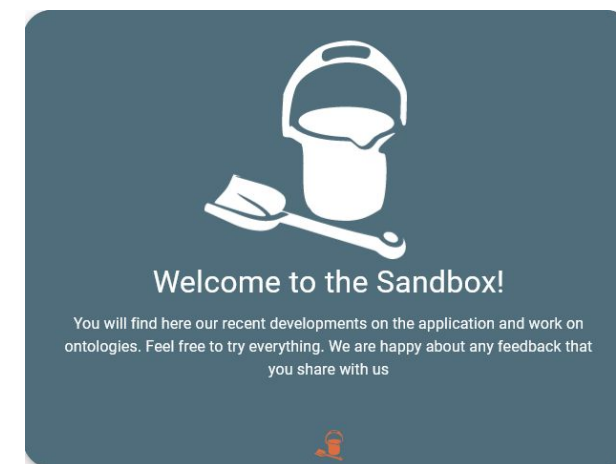 Welcome to the Sandbox!
You will find here our recent developments on the application and work on
ontologies. Feel free to try everything. We are happy about any feedback that
you share with us